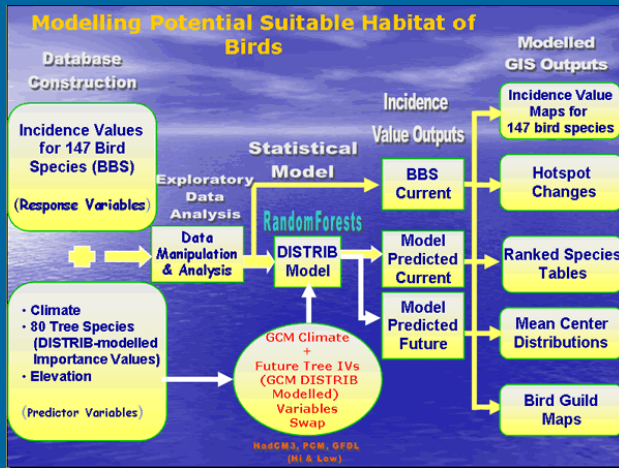 Modelling Potential Suitable Habitat of
Birds
Database
Construction
Incidence Values
for 147 Bird
Species (BBS)
(Response Variables)
Exploratory
Data
Analysis
Data
Manipulation
& Analysis
• Climate
• 80 Tree Species
(DISTRIB-modelled
Importance Values)
• Elevation
(Predictor Variables)
Statistical
Model
RandomForests
DISTRIB
Model
GCM Climate
+
Future Tree IVs
(GCM DISTRIB
Modelled)
Variables
Swap
HadCM3, PCM, GFDL
(Hi & Low)
Incidence
Value Outputs
BBS
Current
Model
Predicted
Current
Model
Predicted
Future
Modelled
GIS Outputs
Incidence Value
Maps for
147 bird species
Hotspot
Changes
Ranked Species
Tables
Mean Center
Distributions
Bird Guild
Maps